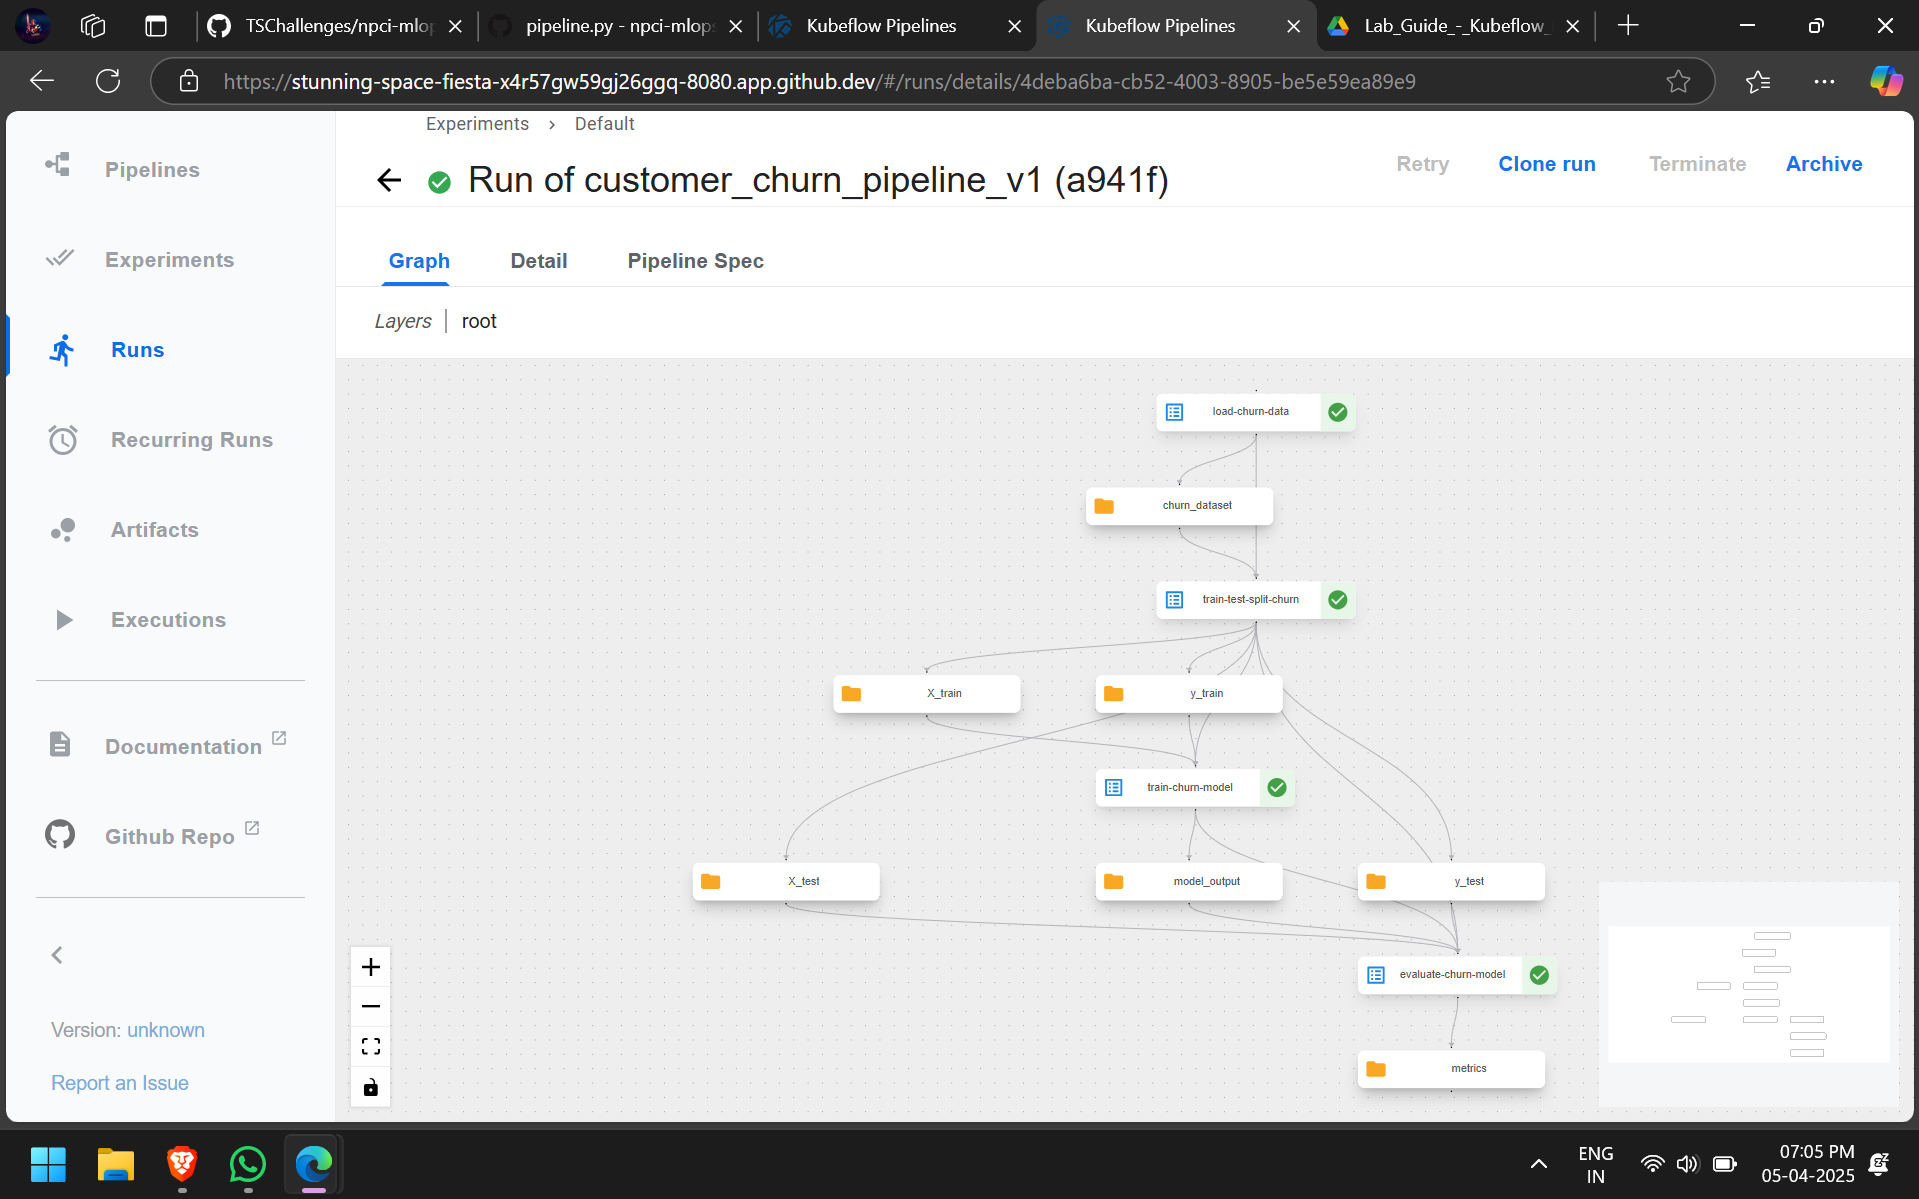 TSChallenges/npci-mlop
pipeline.py - npci-mlops
Kubeflow Pipelines
Kubeflow Pipelines
Lab_Guide_-_Kubeflow_
https://stunning-space-fiesta-x4r57gw59gj26ggq-8080.app.github.dev/#/runs/details/4deba6ba-cb52-4003-8905-be5e59ea89e9
Pipelines
Experiments
Runs
Recurring Runs
Artifacts
Executions
Documentation
Github Repo
Version: unknown
Report an Issue
Experiments > Default
Run of customer_churn_pipeline_v1 (a941f)
Retry
Clone run
Terminate
Archive
Graph
Detail
Pipeline Spec
Layers | root
load-churn-data
churn_dataset
train-test-split-churn
X_train
y_train
train-churn-model
X_test
model_output
y_test
evaluate-churn-model
metrics
ENG
IN
07:05 PM
05-04-2025